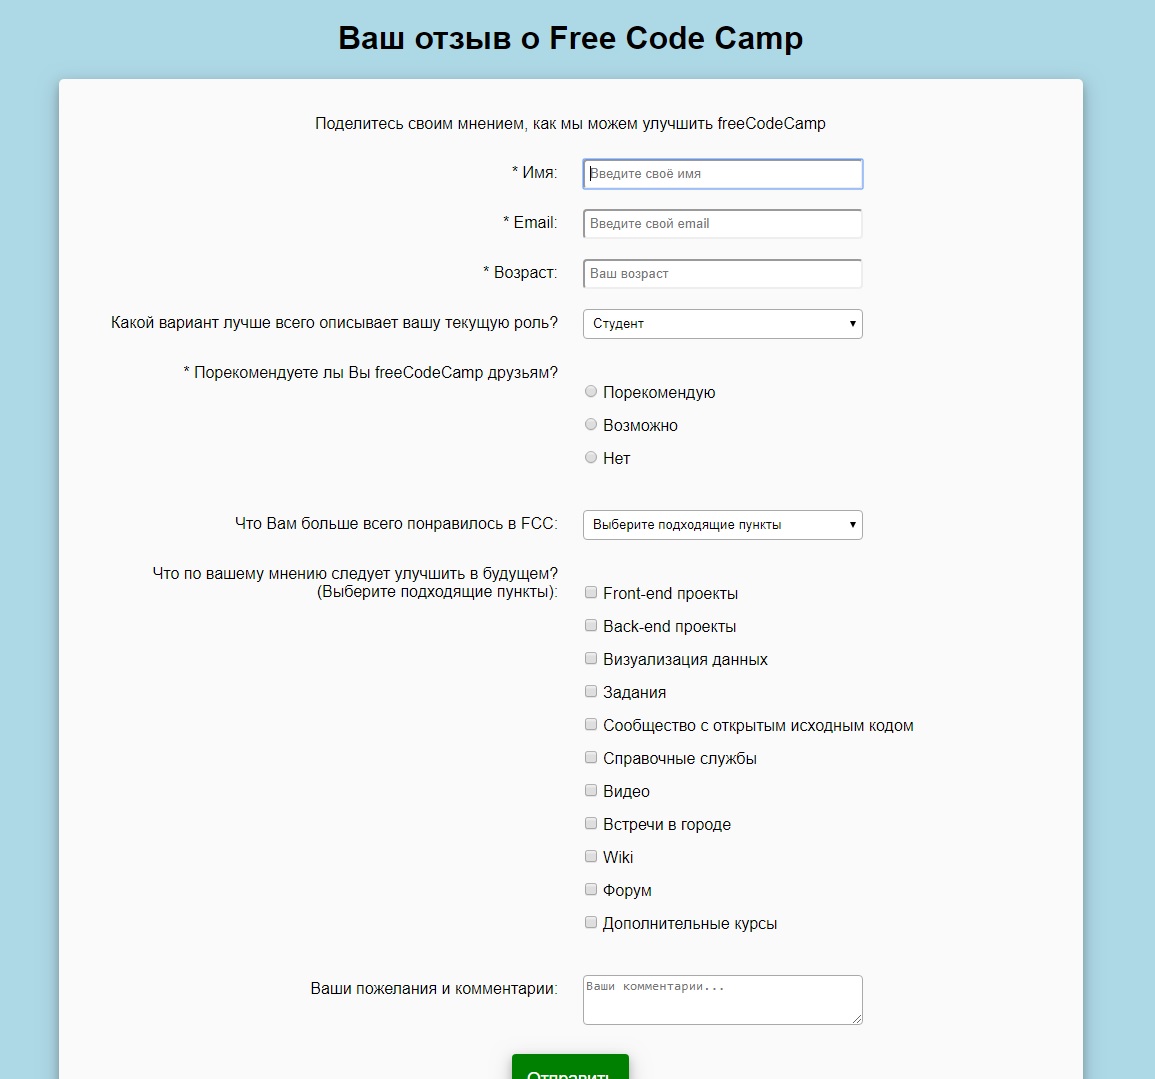 Ваш отзыв о Free Code Camp
Поделитесь своим мнением, как мы можем улучшить freeCodeCamp
* Имя:
Введите своё имя
* Email:
Введите свой email
* Возраст:
Ваш возраст
Какой вариант лучше всего описывает вашу текущую роль?
Студент
* Порекомендуете лы Вы freeCodeCamp друзьям?
Порекомендую
Возможно
Нет
Что Вам больше всего понравилось в FCC:
Выберите подходящие пункты
Что по вашему мнению следует улучшить в будущем?
(Выберите подходящие пункты):
Front-end проекты
Back-end проекты
Визуализация данных
Задания
Сообщество с открытым исходным кодом
Справочные службы
Видео
Встречи в городе
Wiki
Форум
Дополнительные курсы
Ваши пожелания и комментарии:
Ваши комментарии...
Отправить